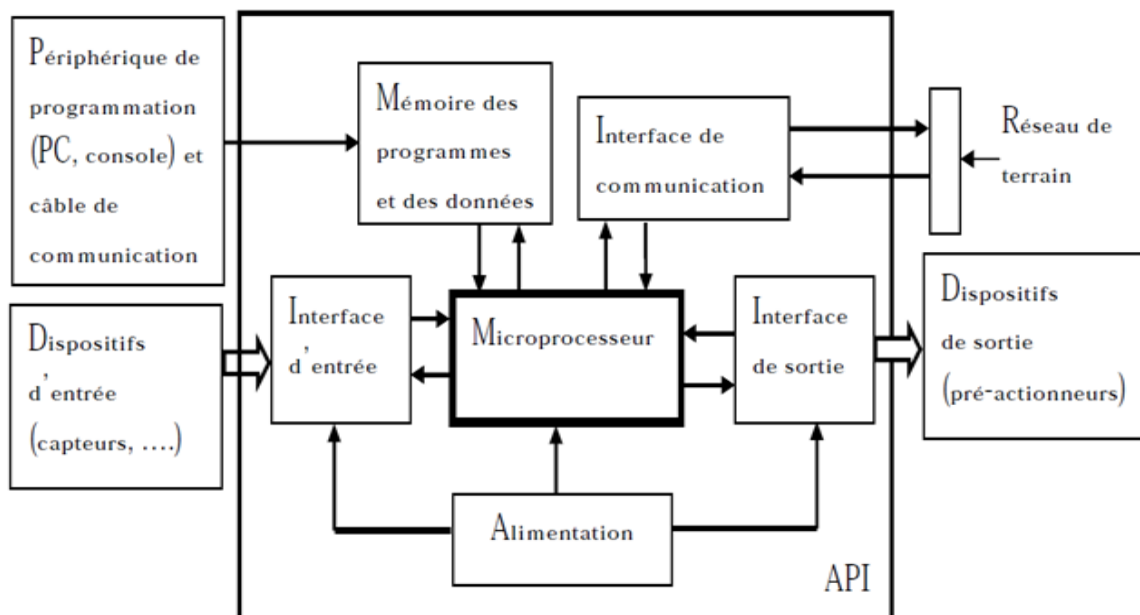 Périphérique de
programmation
(PC, console) et
câble de
communication
Mémoire des
programmes
et des données
Interface de
communication
Réseau de
terrain
Dispositifs
d'entrée
(capteurs, ....)
Interface
d'entrée
Microprocesseur
Interface
de sortie
Dispositifs
de sortie
(pré-actionneurs)
Alimentation
API